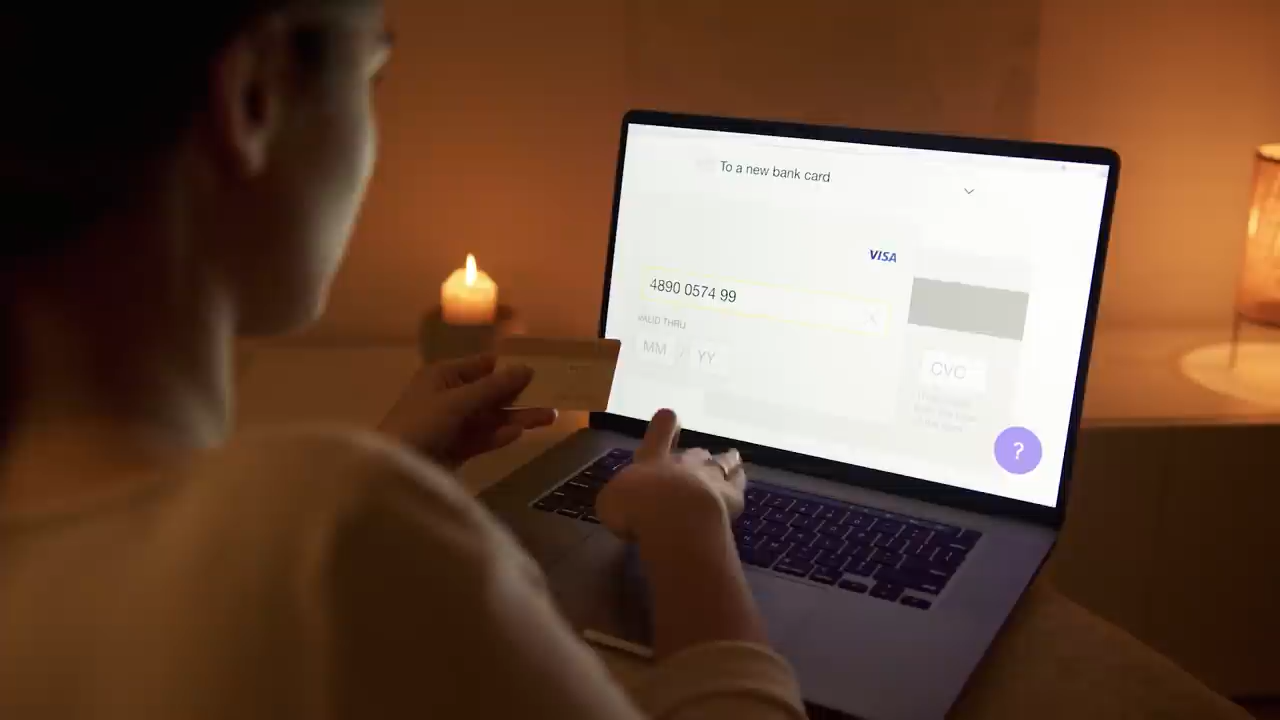 To a new bank card
VISA
4890 0574 99
VALID THRU
MM / YY
CVC
?